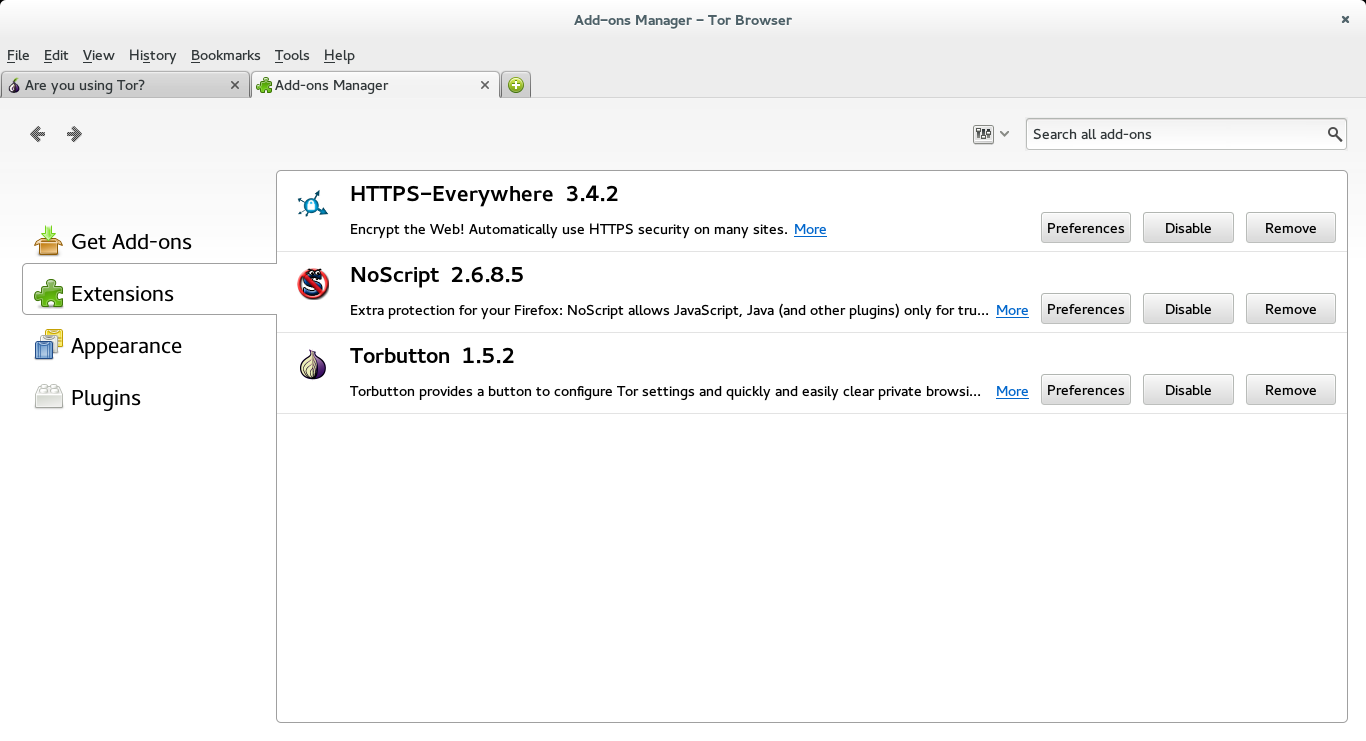 Add-ons Manager - Tor Browser
File Edit View History Bookmarks Tools Help
Are you using Tor? Add-ons Manager
Search all add-ons
Get Add-ons
Extensions
Appearance
Plugins
HTTPS-Everywhere 3.4.2
Encrypt the Web! Automatically use HTTPS security on many sites. More Preferences Disable Remove
NoScript 2.6.8.5
Extra protection for your Firefox: NoScript allows JavaScript, Java (and other plugins) only for tru... More Preferences Disable Remove
Torbutton 1.5.2
Torbutton provides a button to configure Tor settings and quickly and easily clear private browsi... More Preferences Disable Remove